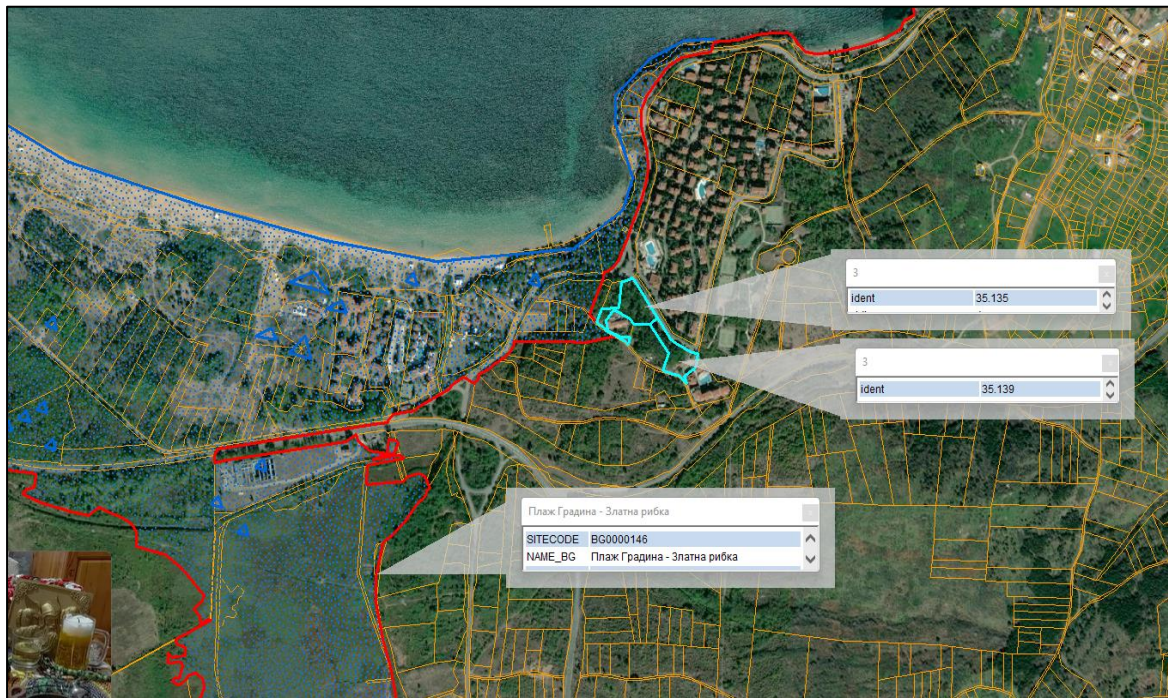 3
ident 35.135
3
ident 35.139
Плаж Градина - Златна рибка
SITECODE BG0000146
NAME_BG Плаж Градина - Златна рибка